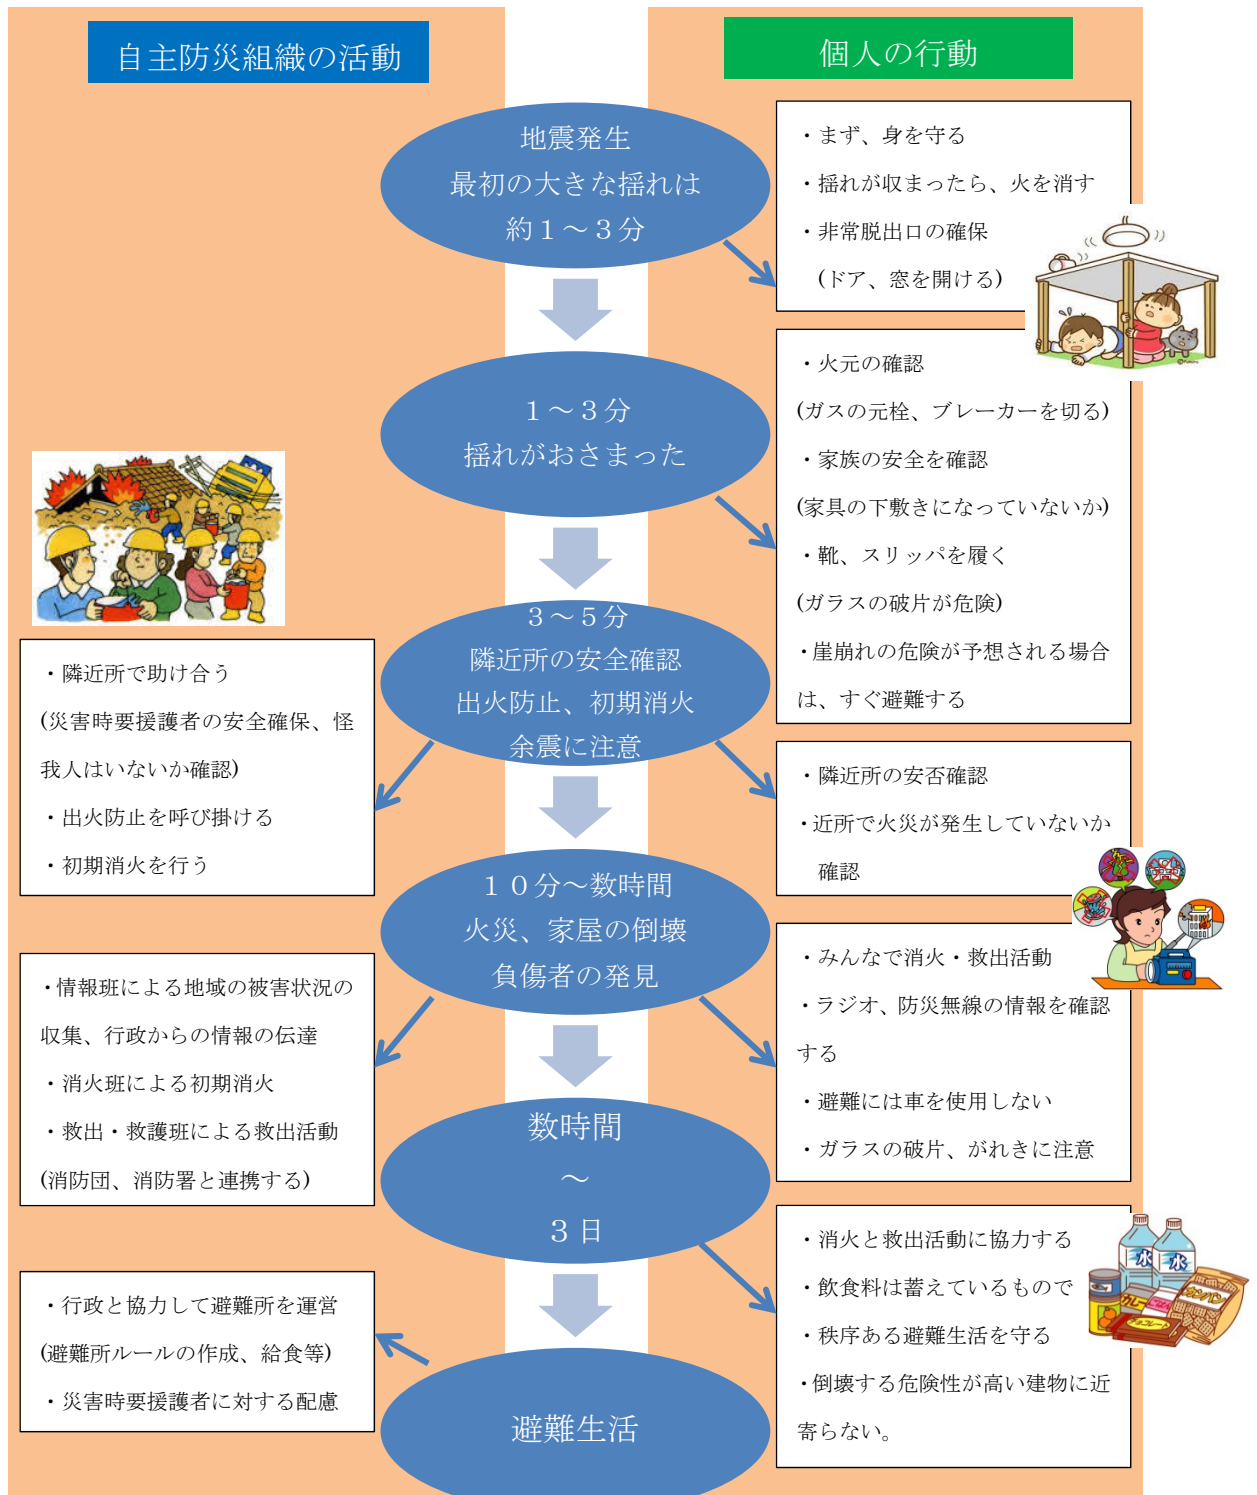 自主防災組織の活動
個人の行動
地震発生
最初の大きな揺れは
約１～３分
・まず、身を守る
・揺れが収まったら、火を消す
・非常脱出口の確保
(ドア、窓を開ける)
１～３分
揺れがおさまった
・火元の確認
(ガスの元栓、ブレーカーを切る)
・家族の安全を確認
(家具の下敷きになっていないか)
・靴、スリッパを履く
(ガラスの破片が危険)
・崖崩れの危険が予想される場合
は、すぐ避難する
３～５分
隣近所の安全確認
出火防止、初期消火
余震に注意
・隣近所で助け合う
(災害時要援護者の安全確保、怪
我人はいないか確認)
・出火防止を呼び掛ける
・初期消火を行う
・隣近所の安否確認
・近所で火災が発生していないか
確認
１０分～数時間
火災、家屋の倒壊
負傷者の発見
・情報班による地域の被害状況の
収集、行政からの情報の伝達
・消火班による初期消火
・救出・救護班による救出活動
(消防団、消防署と連携する)
・みんなで消火・救出活動
・ラジオ、防災無線の情報を確認
する
・避難には車を使用しない
・ガラスの破片、がれきに注意
数時間
～
３日
・消火と救出活動に協力する
・飲食料は蓄えているもので
・秩序ある避難生活を守る
・倒壊する危険性が高い建物に近
寄らない。
水
水
カレー
ごはん
カンパン
チョコレート
・行政と協力して避難所を運営
(避難所ルールの作成、給食等)
・災害時要援護者に対する配慮
避難生活